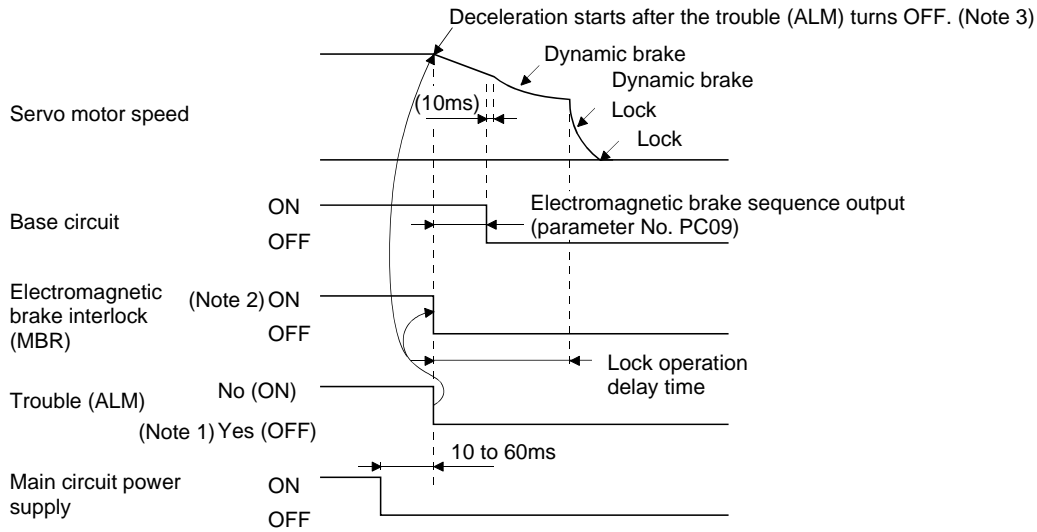 Deceleration starts after the trouble (ALM) turns OFF. (Note 3)
Dynamic brake
Dynamic brake
(10ms)
Lock
Servo motor speed
Lock
Electromagnetic brake sequence output
(parameter No. PC09)
Base circuit
ON
OFF
Electromagnetic
brake interlock
(MBR)
(Note 2) ON
OFF
Lock operation
delay time
Trouble (ALM)
No (ON)
(Note 1) Yes (OFF)
10 to 60ms
Main circuit power
supply
ON
OFF